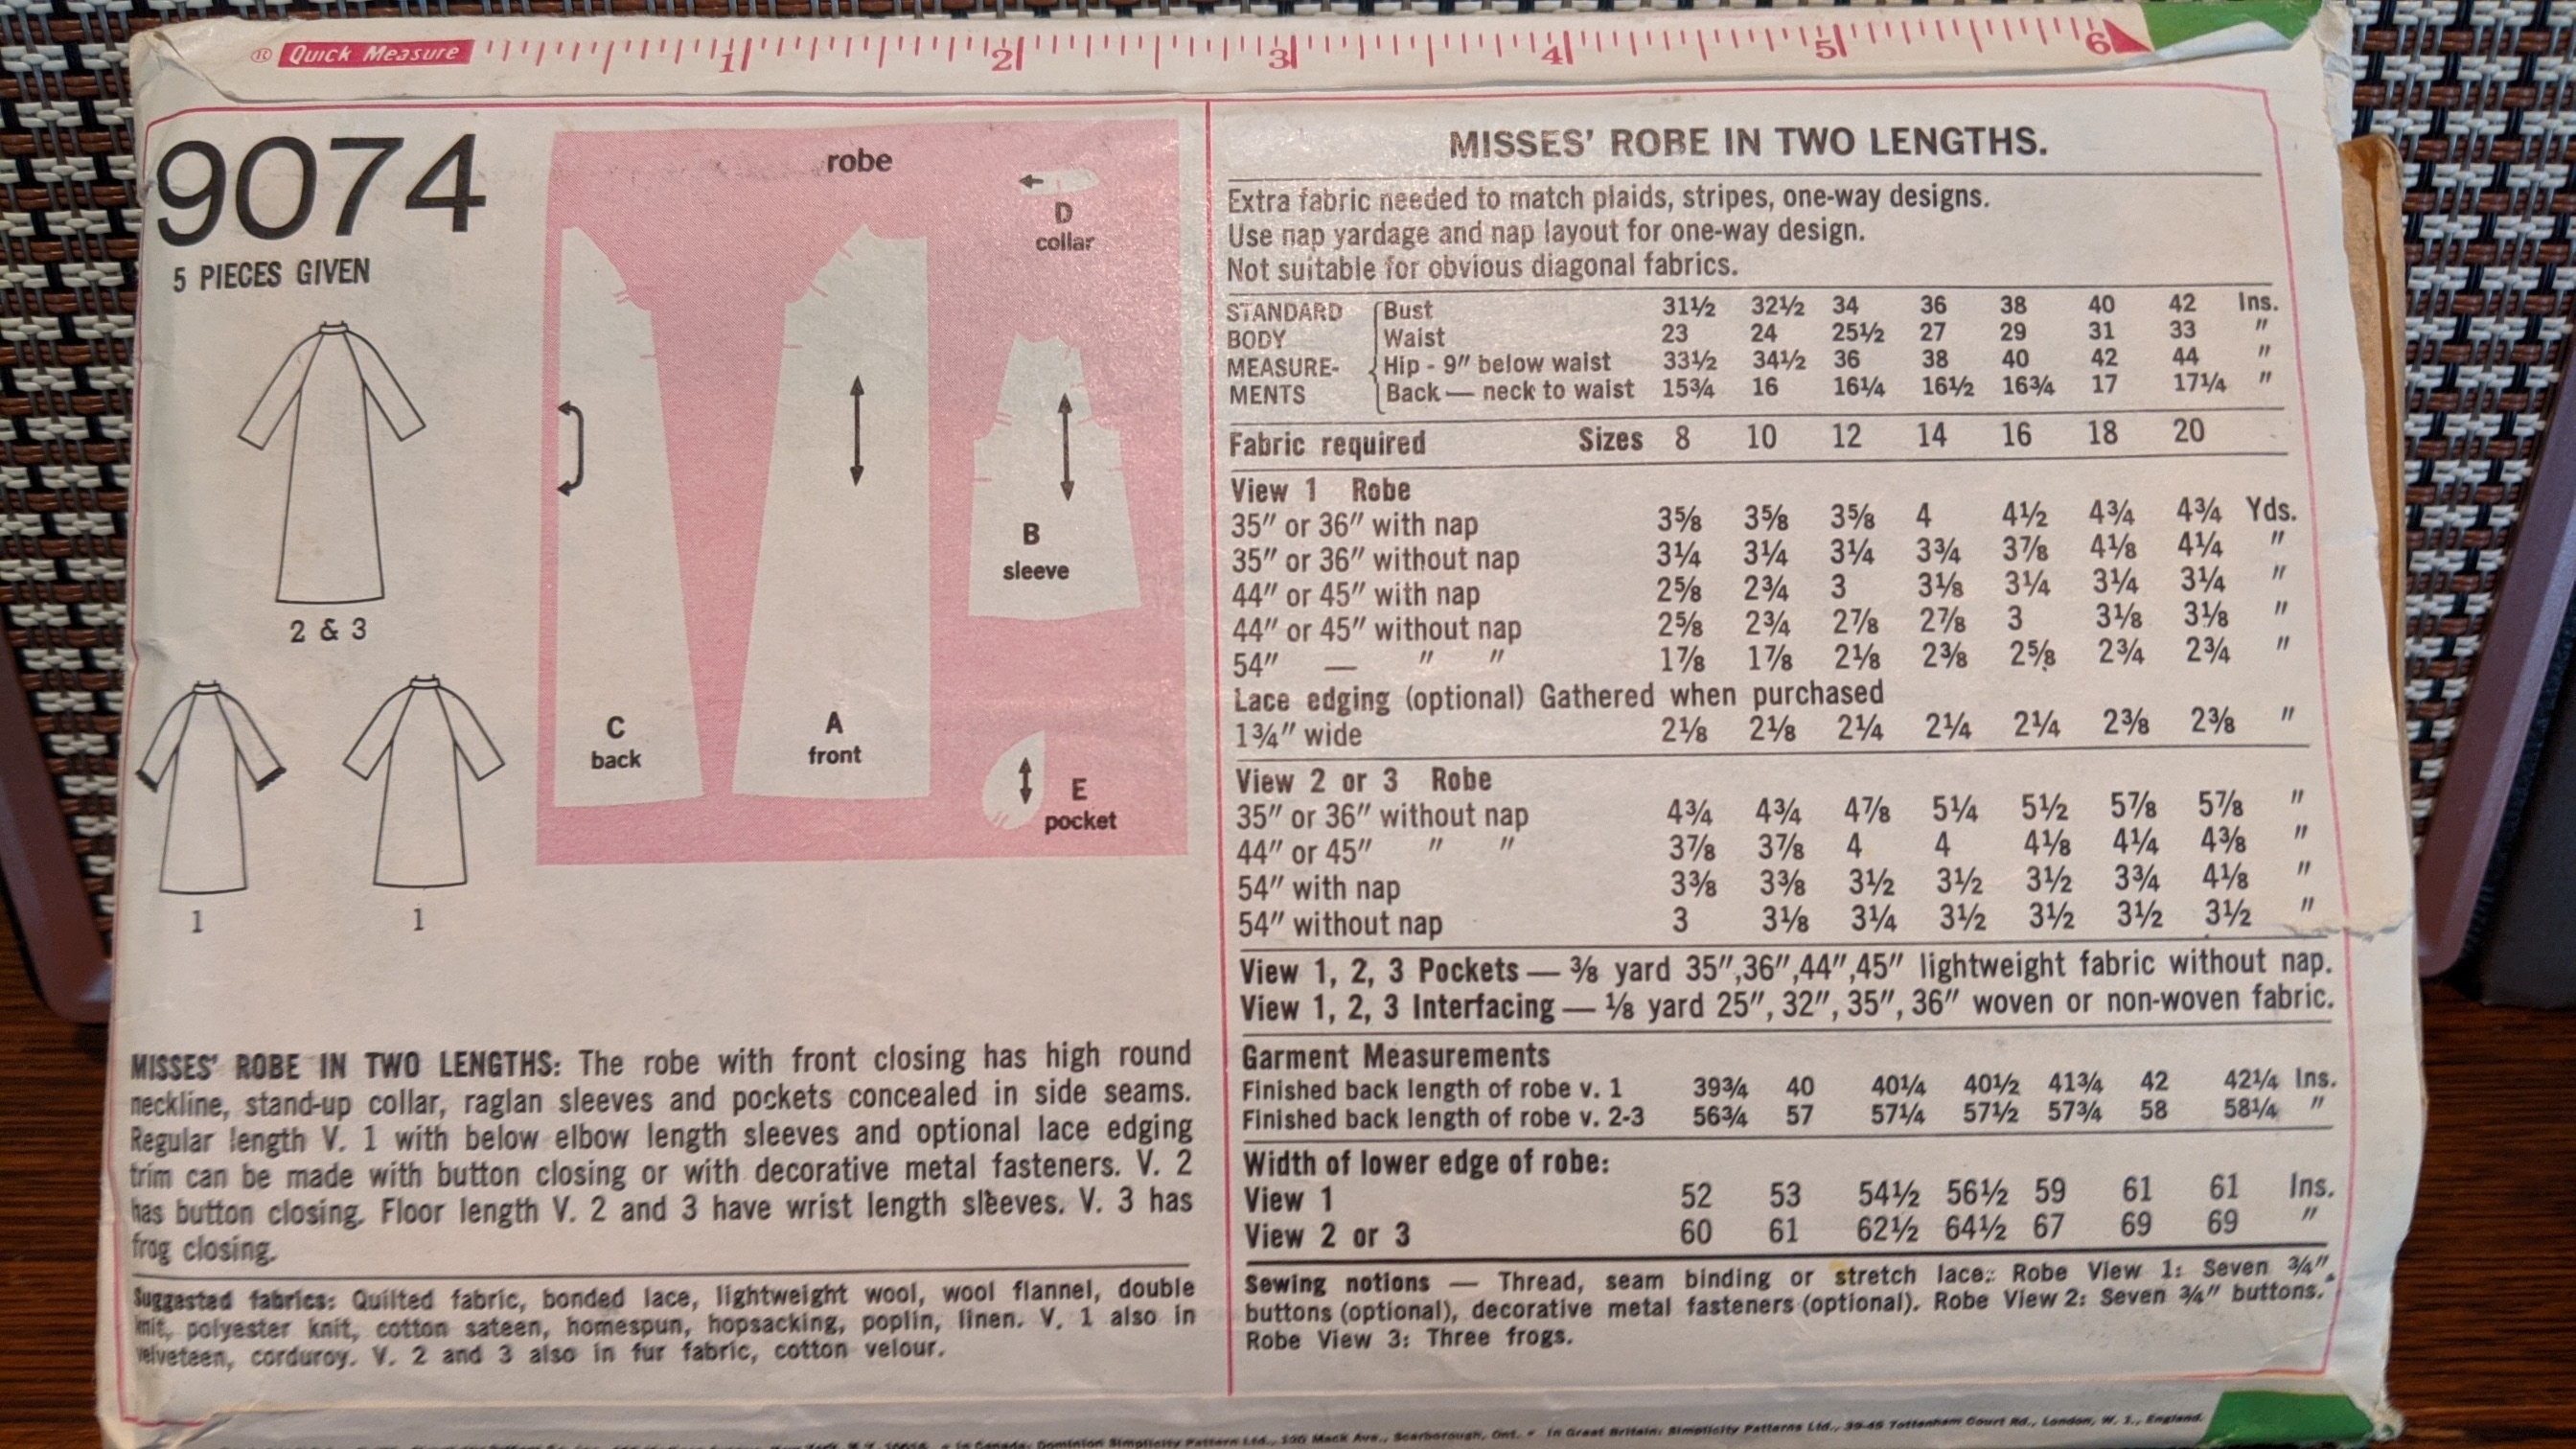 ® Quick Measure 1 2 3 4 5 6
9074
5 PIECES GIVEN
2 & 3
1 1
robe
D
collar
B
sleeve
C
back
A
front
E
pocket
MISSES' ROBE IN TWO LENGTHS: The robe with front closing has high round
neckline, stand-up collar, raglan sleeves and pockets concealed in side seams.
Regular length V. 1 with below elbow length sleeves and optional lace edging
trim can be made with button closing or with decorative metal fasteners. V. 2
has button closing. Floor length V. 2 and 3 have wrist length sleeves. V. 3 has
frog closing.
Suggested fabrics: Quilted fabric, bonded lace, lightweight wool, wool flannel, double
knit, polyester knit, cotton sateen, homespun, hopsacking, poplin, linen. V. 1 also in
velveteen, corduroy. V. 2 and 3 also in fur fabric, cotton velour.
MISSES' ROBE IN TWO LENGTHS.
Extra fabric needed to match plaids, stripes, one-way designs.
Use nap yardage and nap layout for one-way design.
Not suitable for obvious diagonal fabrics.
STANDARD Bust 31½ 32½ 34 36 38 40 42 Ins.
BODY Waist 23 24 25½ 27 29 31 33 "
MEASURE- Hip - 9" below waist 33½ 34½ 36 38 40 42 44 "
MENTS Back — neck to waist 15¾ 16 16¼ 16½ 16¾ 17 17¼ "
Fabric required Sizes 8 10 12 14 16 18 20
View 1 Robe
35" or 36" with nap 3⅝ 3⅝ 3⅝ 4 4½ 4¾ 4¾ Yds.
35" or 36" without nap 3¼ 3¼ 3¼ 3¾ 3⅞ 4⅛ 4¼ "
44" or 45" with nap 2⅝ 2¾ 3 3⅛ 3¼ 3¼ 3¼ "
44" or 45" without nap 2⅝ 2¾ 2⅞ 2⅞ 3 3⅛ 3⅛ "
54" — " " 1⅞ 1⅞ 2⅛ 2⅜ 2⅝ 2¾ 2¾ "
Lace edging (optional) Gathered when purchased
1¾" wide 2⅛ 2⅛ 2¼ 2¼ 2¼ 2⅜ 2⅜ "
View 2 or 3 Robe
35" or 36" without nap 4¾ 4¾ 4⅞ 5¼ 5½ 5⅞ 5⅞ "
44" or 45" " " 3⅞ 3⅞ 4 4 4⅛ 4¼ 4⅜ "
54" with nap 3⅜ 3⅜ 3½ 3½ 3½ 3¾ 4⅛ "
54" without nap 3 3⅛ 3¼ 3½ 3½ 3½ 3½ "
View 1, 2, 3 Pockets — ⅜ yard 35",36",44",45" lightweight fabric without nap.
View 1, 2, 3 Interfacing — ⅛ yard 25", 32", 35", 36" woven or non-woven fabric.
Garment Measurements
Finished back length of robe v. 1 39¾ 40 40¼ 40½ 41¾ 42 42¼ Ins.
Finished back length of robe v. 2-3 56¾ 57 57¼ 57½ 57¾ 58 58¼ "
Width of lower edge of robe:
View 1 52 53 54½ 56½ 59 61 61 Ins.
View 2 or 3 60 61 62½ 64½ 67 69 69 "
Sewing notions — Thread, seam binding or stretch lace: Robe View 1: Seven ¾"
buttons (optional), decorative metal fasteners (optional). Robe View 2: Seven ¾" buttons.
Robe View 3: Three frogs.
In Canada: Dominion Simplicity Pattern Ltd., 120 Mack Ave., Scarborough, Ont. • In Great Britain: Simplicity Patterns Ltd., 39-45 Tottenham Court Rd., London, W. 1., England.